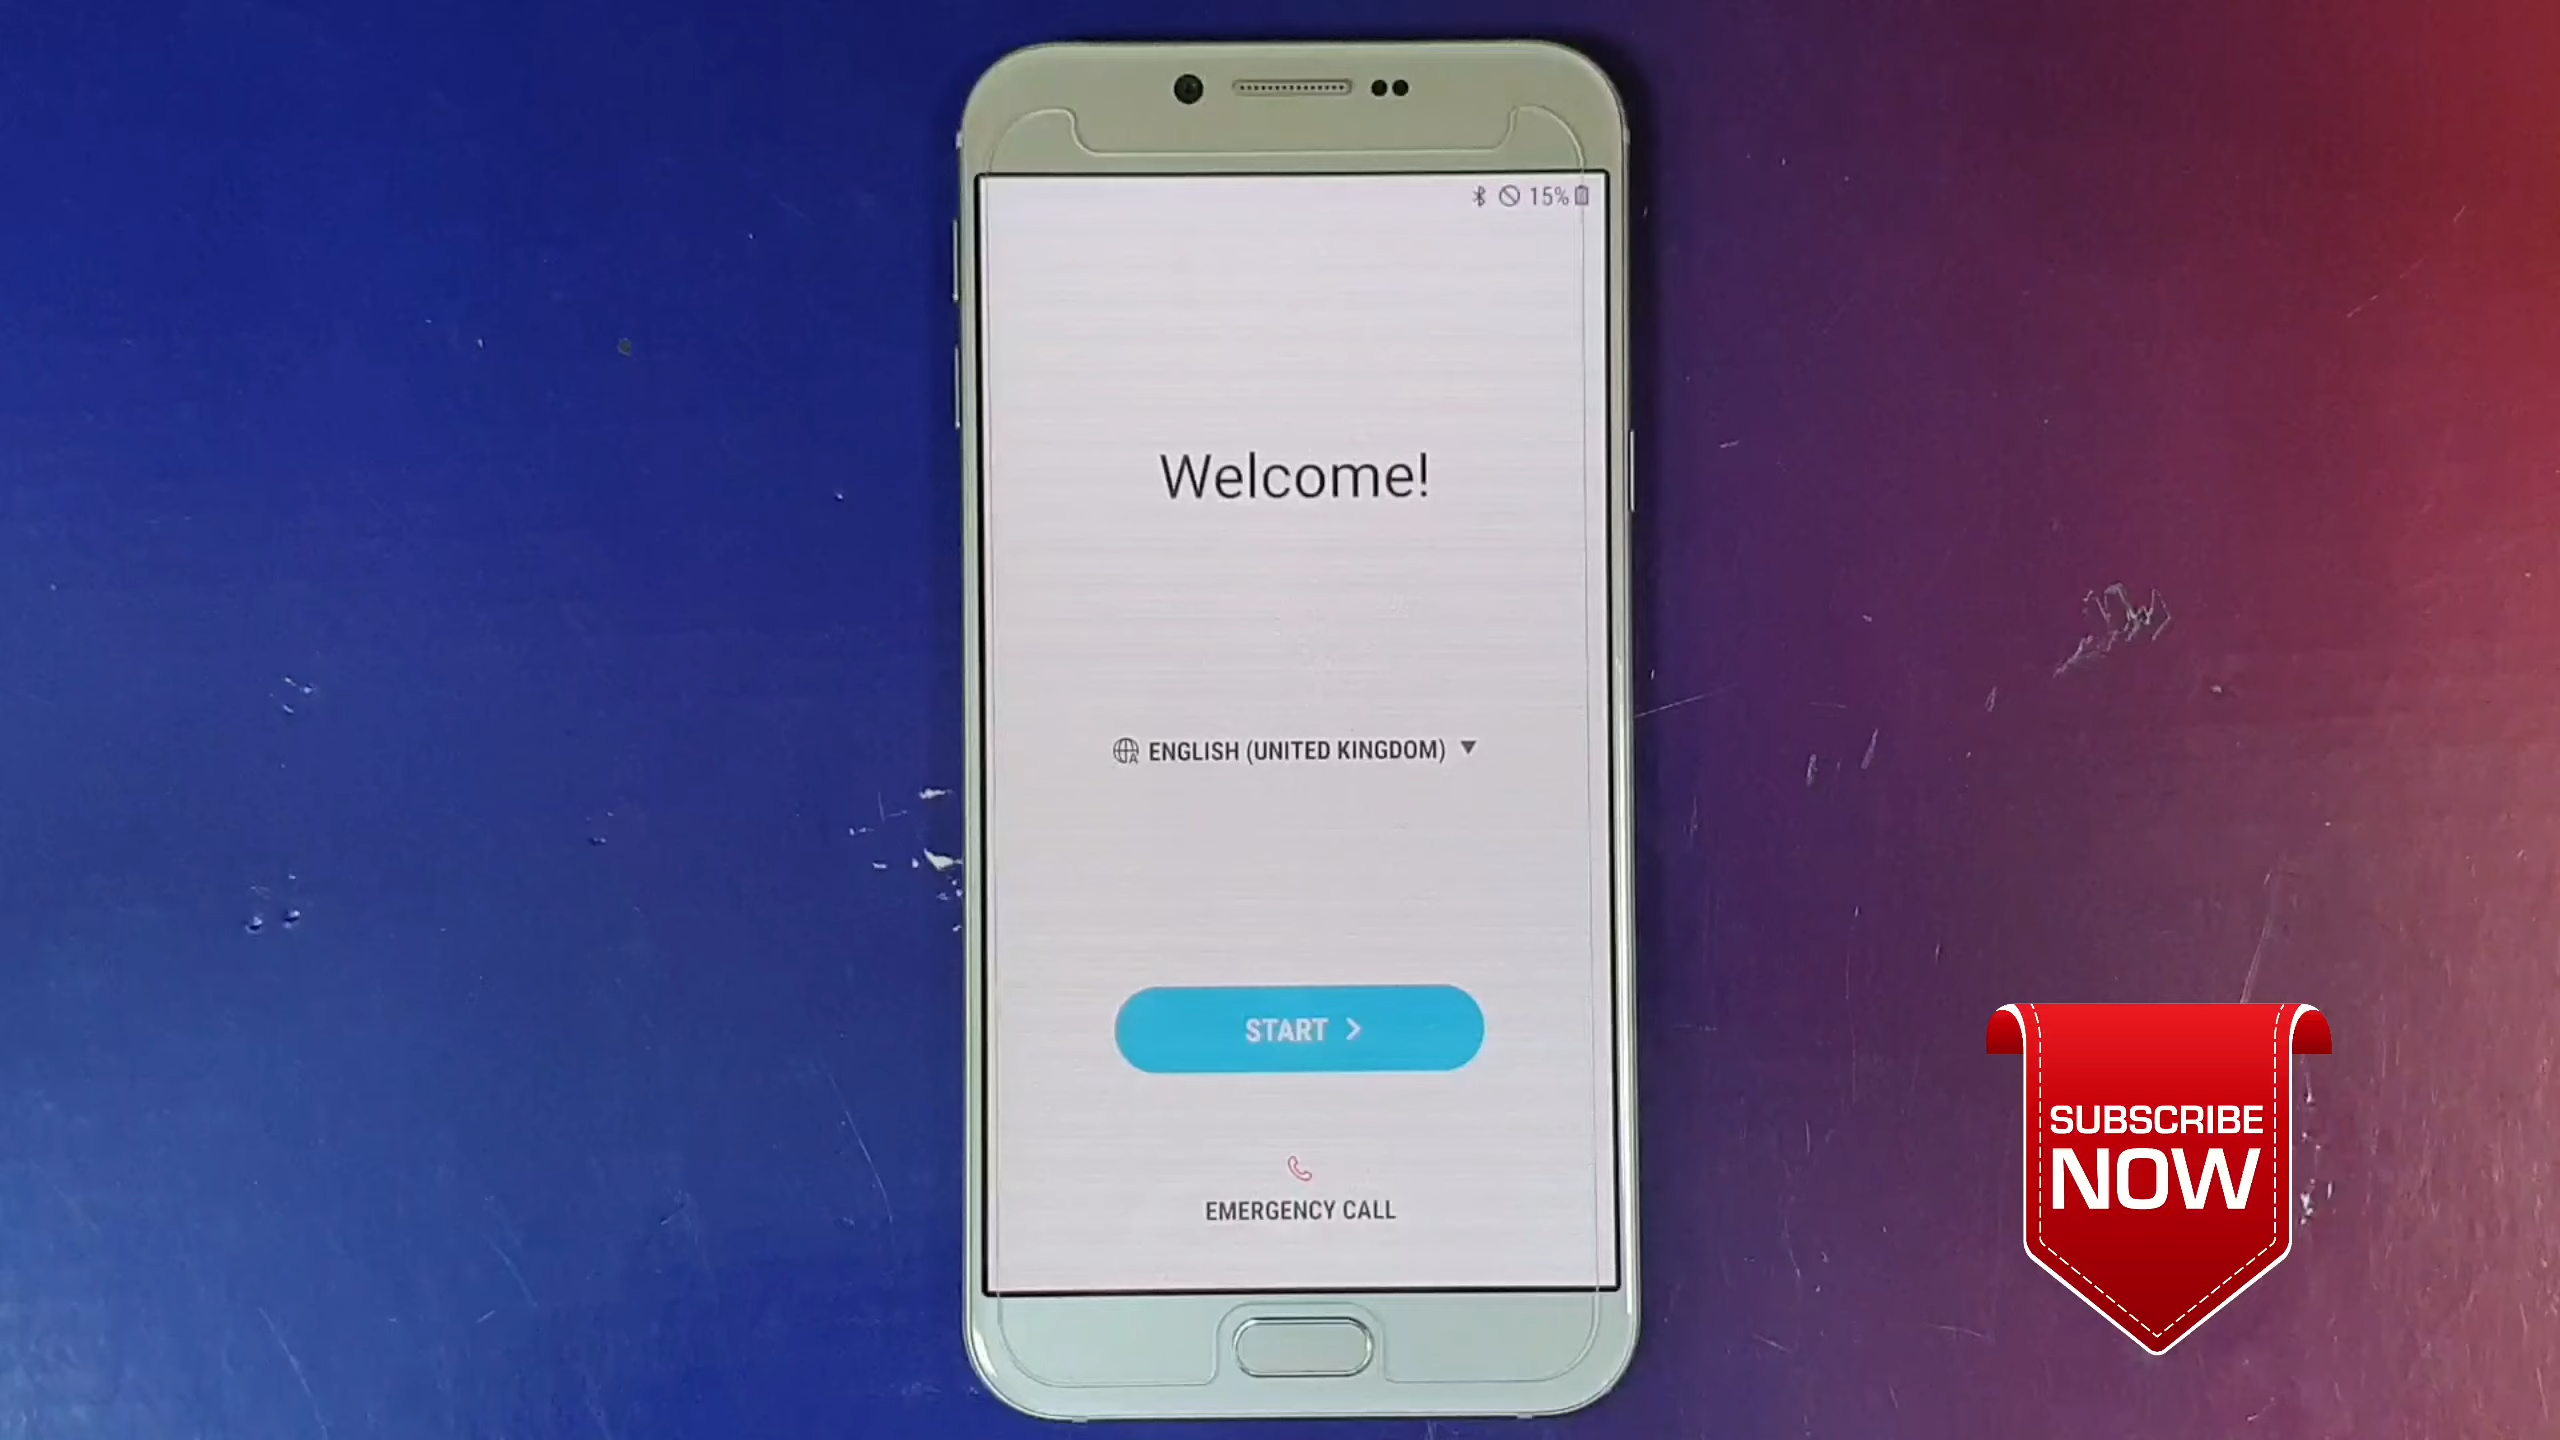 15%
Welcome!
ENGLISH (UNITED KINGDOM)
START
EMERGENCY CALL
SUBSCRIBE
NOW